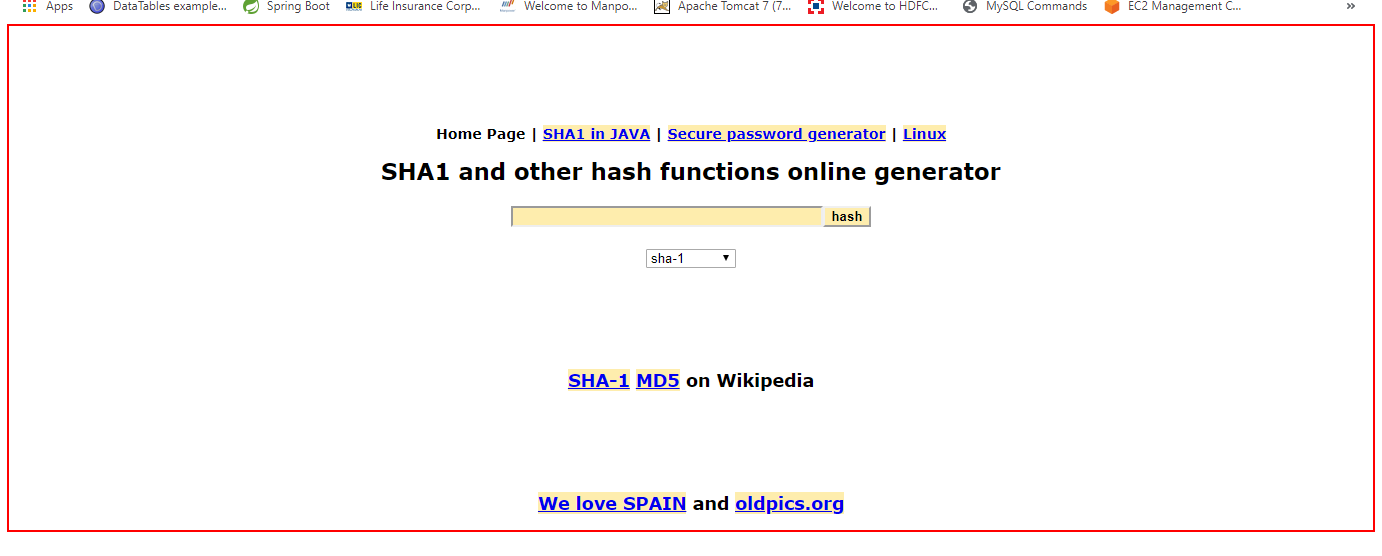 Apps DataTables example... Spring Boot LIC Life Insurance Corp... Welcome to Manpo... Apache Tomcat 7 (7... Welcome to HDFC... MySQL Commands EC2 Management C... »
Home Page | SHA1 in JAVA | Secure password generator | Linux
SHA1 and other hash functions online generator
hash
sha-1
SHA-1 MD5 on Wikipedia
We love SPAIN and oldpics.org